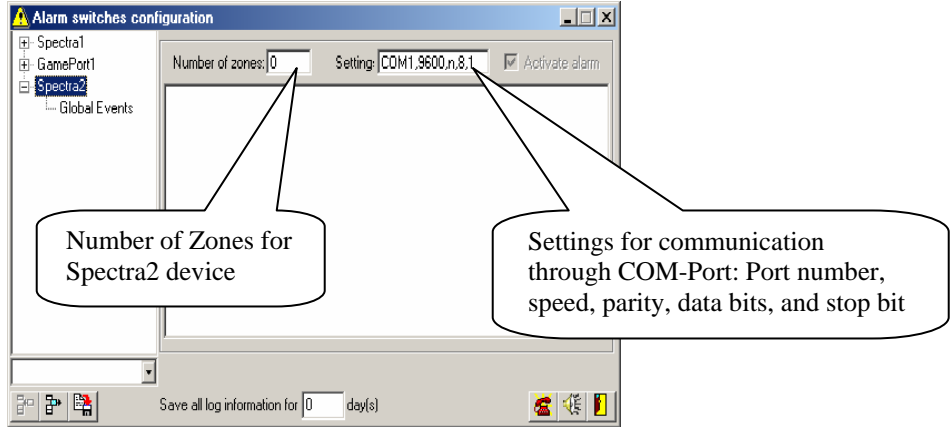 Alarm switches configuration
Spectra1
GamePort1
Spectra2
Global Events
Number of zones: 0 Setting: COM1,9600,n,8,1 Activate alarm
Number of Zones for
Spectra2 device
Settings for communication
through COM-Port: Port number,
speed, parity, data bits, and stop bit
Save all log information for 0 day(s)